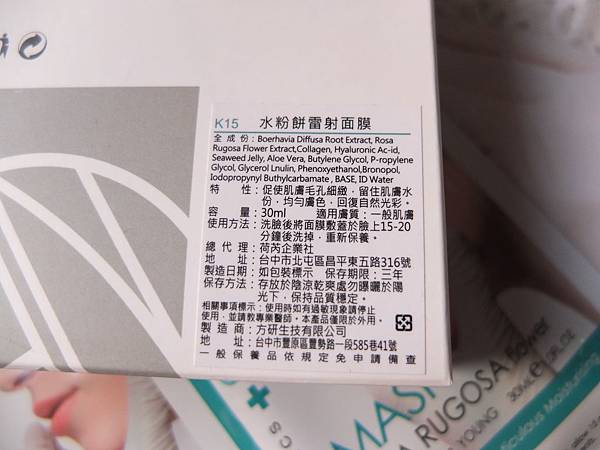 K15 水粉餅雷射面膜
全成份：Boerhavia Diffusa Root Extract, Rosa
Rugosa Flower Extract,Collagen, Hyaluronic Ac-id,
Seaweed Jelly, Aloe Vera, Butylene Glycol, P-ropylene
Glycol, Glycerol Lnulin, Phenoxyethanol,Bronopol,
Iodopropynyl Buthylcarbamate , BASE, ID Water
特 性：促使肌膚毛孔細緻，留住肌膚水
份，均勻膚色，回復自然光彩。
容 量：30ml 適用膚質：一般肌膚
使用方法：洗臉後將面膜敷蓋於臉上15-20
分鐘後洗掉，重新保養。
總 代 理：荷芮企業社
地 址：台中市北屯區昌平東五路316號
製造日期：如包裝標示 保存期限：三年
保存方法：存放於陰涼乾爽處勿曝曬於陽
光下，保持品質穩定。
相關事項標示：使用時如有過敏現象請停止
使用，並請教專業醫師。本產品僅限於外用。
製 造 商：方研生技有限公司
地 址：台中市豐原區豐勢路一段585巷41號
一般保養品依規定免申請備查
MAS
RUGOSA Flower
YOUNG 30ML
iculous Moisturising